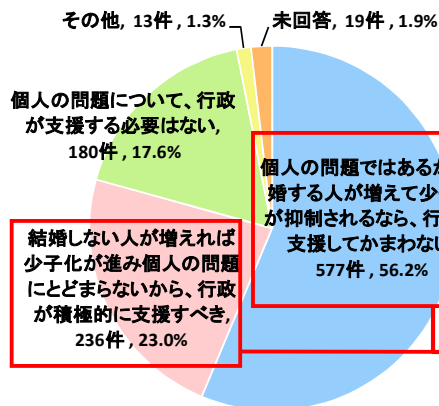 その他, 13件 , 1.3%
未回答, 19件 , 1.9%
個人の問題について、行政
が支援する必要はない,
180件 , 17.6%
個人の問題ではあるが
婚する人が増えて少
が抑制されるなら、行
支援してかまわない
577件 , 56.2%
結婚しない人が増えれば
少子化が進み個人の問題
にとどまらないから、行政
が積極的に支援すべき,
236件 , 23.0%